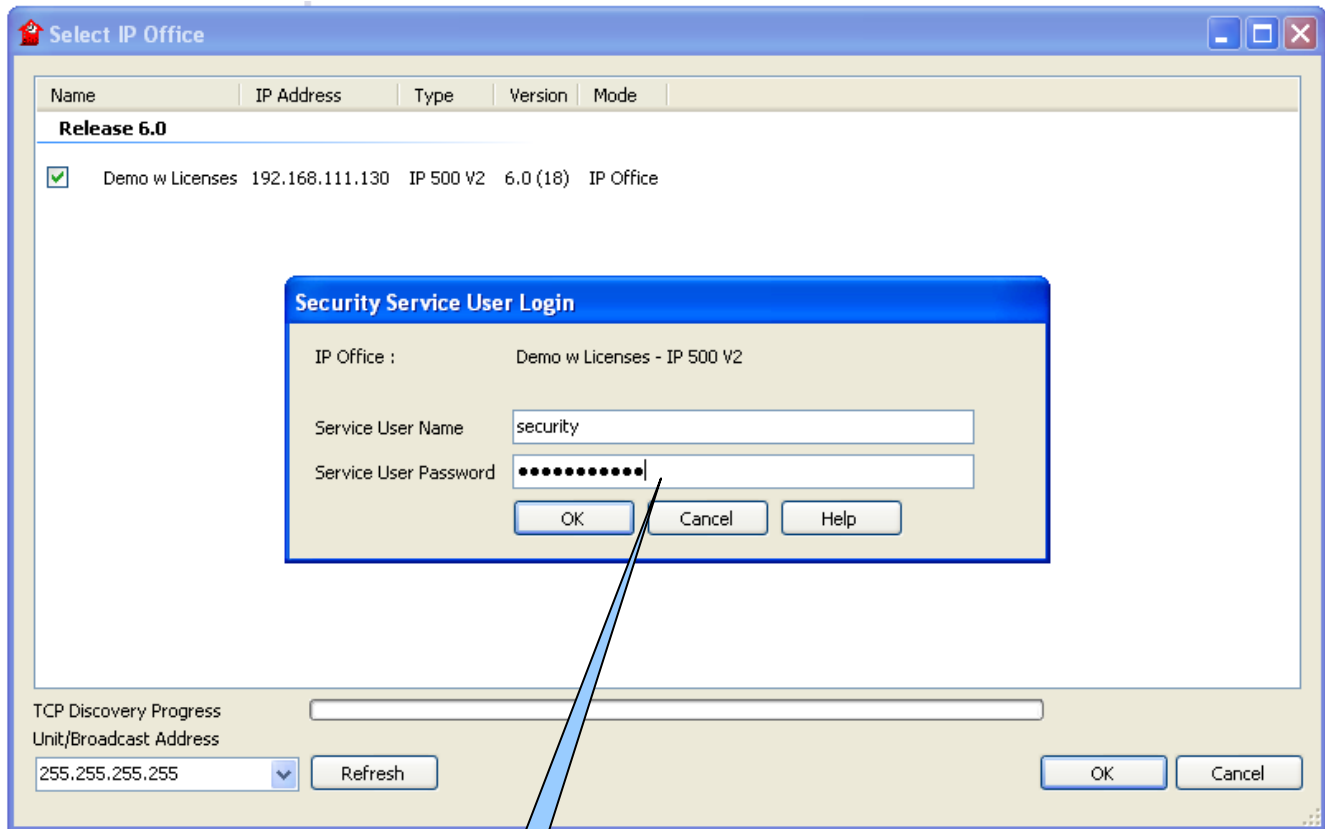 Select IP Office
Name IP Address Type Version Mode
Release 6.0
Demo w Licenses 192.168.111.130 IP 500 V2 6.0 (18) IP Office
Security Service User Login
IP Office : Demo w Licenses - IP 500 V2
Service User Name security
Service User Password ●●●●●●●●●●●
OK Cancel Help
TCP Discovery Progress
Unit/Broadcast Address
255.255.255.255 Refresh OK Cancel